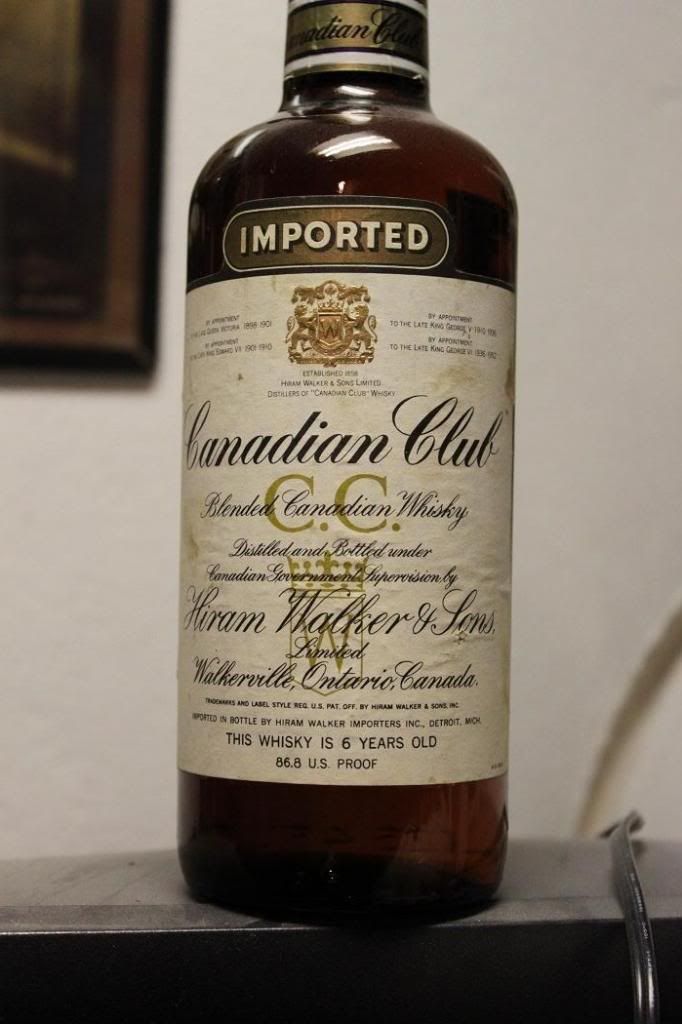 Canadian Club
IMPORTED
BY APPOINTMENT
LATE QUEEN VICTORIA 1898-1901
BY APPOINTMENT
LATE KING EDWARD VII 1901-1910
BY APPOINTMENT
TO THE LATE KING GEORGE V 1910-1936
BY APPOINTMENT
TO THE LATE KING GEORGE VI 1936-1952
W
ESTABLISHED 1858
HIRAM WALKER & SONS LIMITED
DISTILLERS OF "CANADIAN CLUB" WHISKY
Canadian Club
C.C.
Blended Canadian Whisky
Distilled and Bottled under
Canadian Government Supervision by
Hiram Walker & Sons,
Limited
W
Walkerville, Ontario, Canada.
TRADEMARKS AND LABEL STYLE REG. U.S. PAT. OFF. BY HIRAM WALKER & SONS, INC.
IMPORTED IN BOTTLE BY HIRAM WALKER IMPORTERS INC., DETROIT, MICH.
THIS WHISKY IS 6 YEARS OLD
86.8 U.S. PROOF